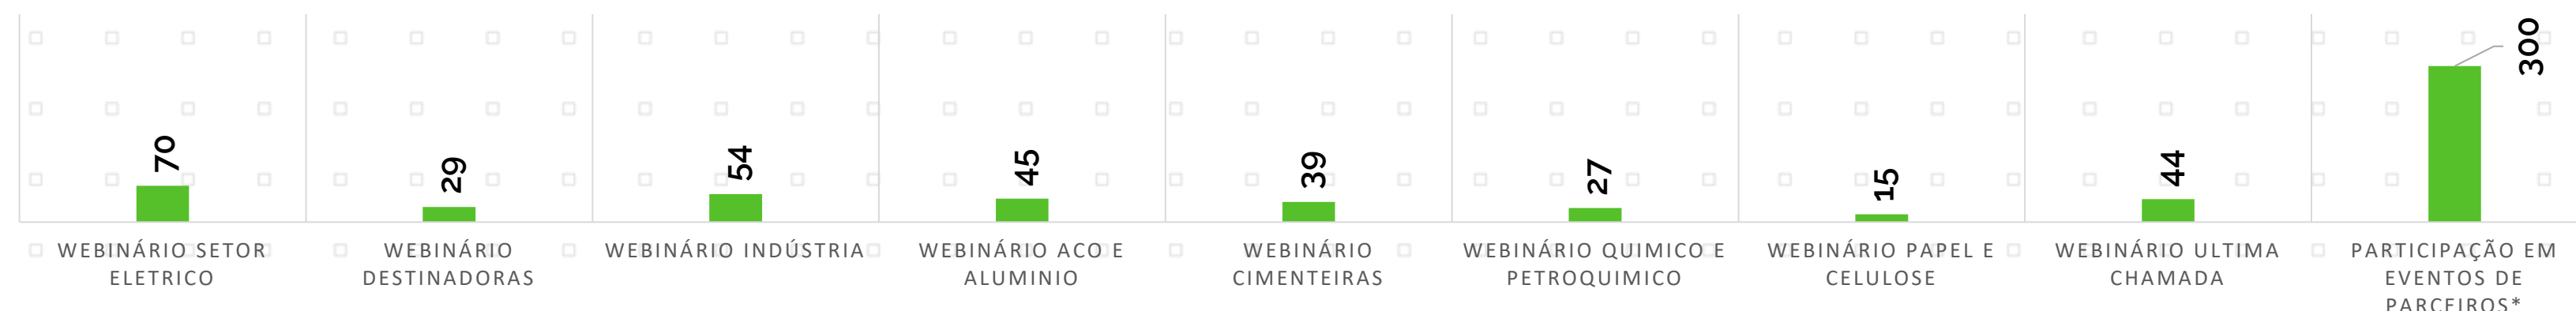 70
29
54
45
39
27
15
44
300
WEBINÁRIO SETOR
ELETRICO
WEBINÁRIO
DESTINADORAS
WEBINÁRIO INDÚSTRIA
WEBINÁRIO ACO E
ALUMINIO
WEBINÁRIO
CIMENTEIRAS
WEBINÁRIO QUIMICO E
PETROQUIMICO
WEBINÁRIO PAPEL E
CELULOSE
WEBINÁRIO ULTIMA
CHAMADA
PARTICIPAÇÃO EM
EVENTOS DE
PARCEIROS*